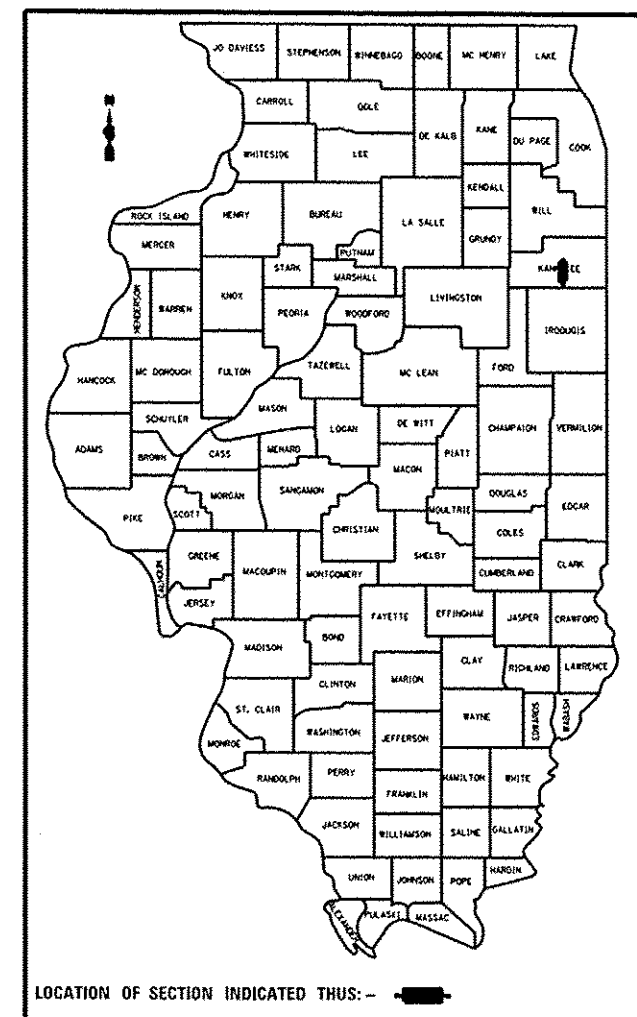 JO DAVIESS STEPHENSON WINNEBAGO BOONE MC HENRY LAKE
CARROLL OGLE DE KALB KANE DU PAGE COOK
WHITESIDE LEE
KENDALL WILL
ROCK ISLAND HENRY BUREAU LA SALLE GRUNDY
MERCER PUTNAM
STARK MARSHALL
HENDERSON WARREN KNOX PEORIA WOODFORD LIVINGSTON IROQUOIS
HANCOCK MC DONOUGH FULTON TAZEWELL MC LEAN FORD
SCHUYLER MASON LOGAN DE WITT CHAMPAION VERMILION
ADAMS BROWN CASS MENARD MACON PIATT
PIKE SCOTT MORGAN SANGAMON MOULTRIE DOUGLAS EDGAR
CHRISTIAN COLES
GREENE MACOUPIN MONTGOMERY SHELBY CUMBERLAND CLARK
CALHOUN JERSEY
FAYETTE EFFINGHAM JASPER CRAWFORD
MADISON BOND
CLAY RICHLAND LAWRENCE
CLINTON MARION
ST. CLAIR WAYNE EDWARDS WABASH
WASHINGTON JEFFERSON
MONROE
RANDOLPH PERRY HAMILTON WHITE
FRANKLIN
JACKSON WILLIAMSON SALINE GALLATIN
UNION JOHNSON POPE HARDIN
ALEXANDER PULASKI MASSAC
LOCATION OF SECTION INDICATED THUS: -